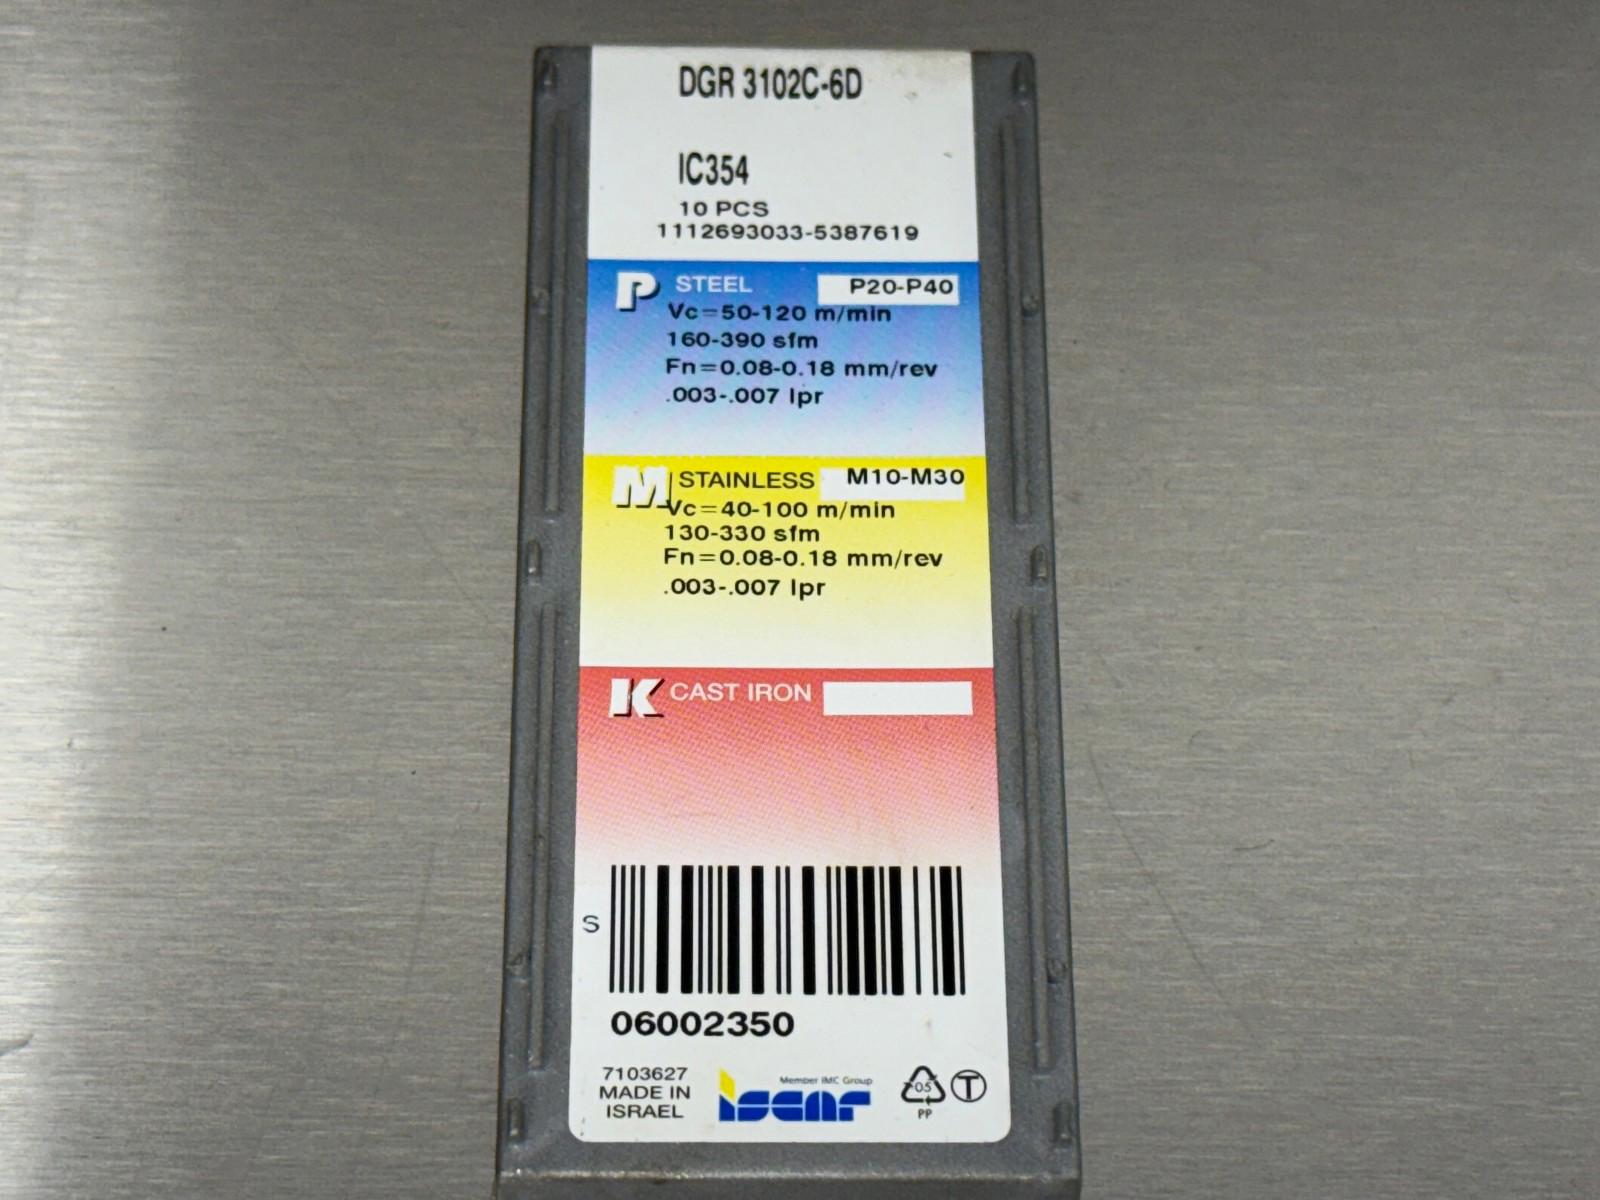 DGR 3102C-6D
IC354
10 PCS
1112693033-5387619
P STEEL P20-P40
Vc=50-120 m/min
160-390 sfm
Fn=0.08-0.18 mm/rev
.003-.007 Ipr
M STAINLESS M10-M30
Vc=40-100 m/min
130-330 sfm
Fn=0.08-0.18 mm/rev
.003-.007 Ipr
K CAST IRON
S
06002350
7103627
MADE IN
ISRAEL
Member IMC Group
iscar
05
PP
T